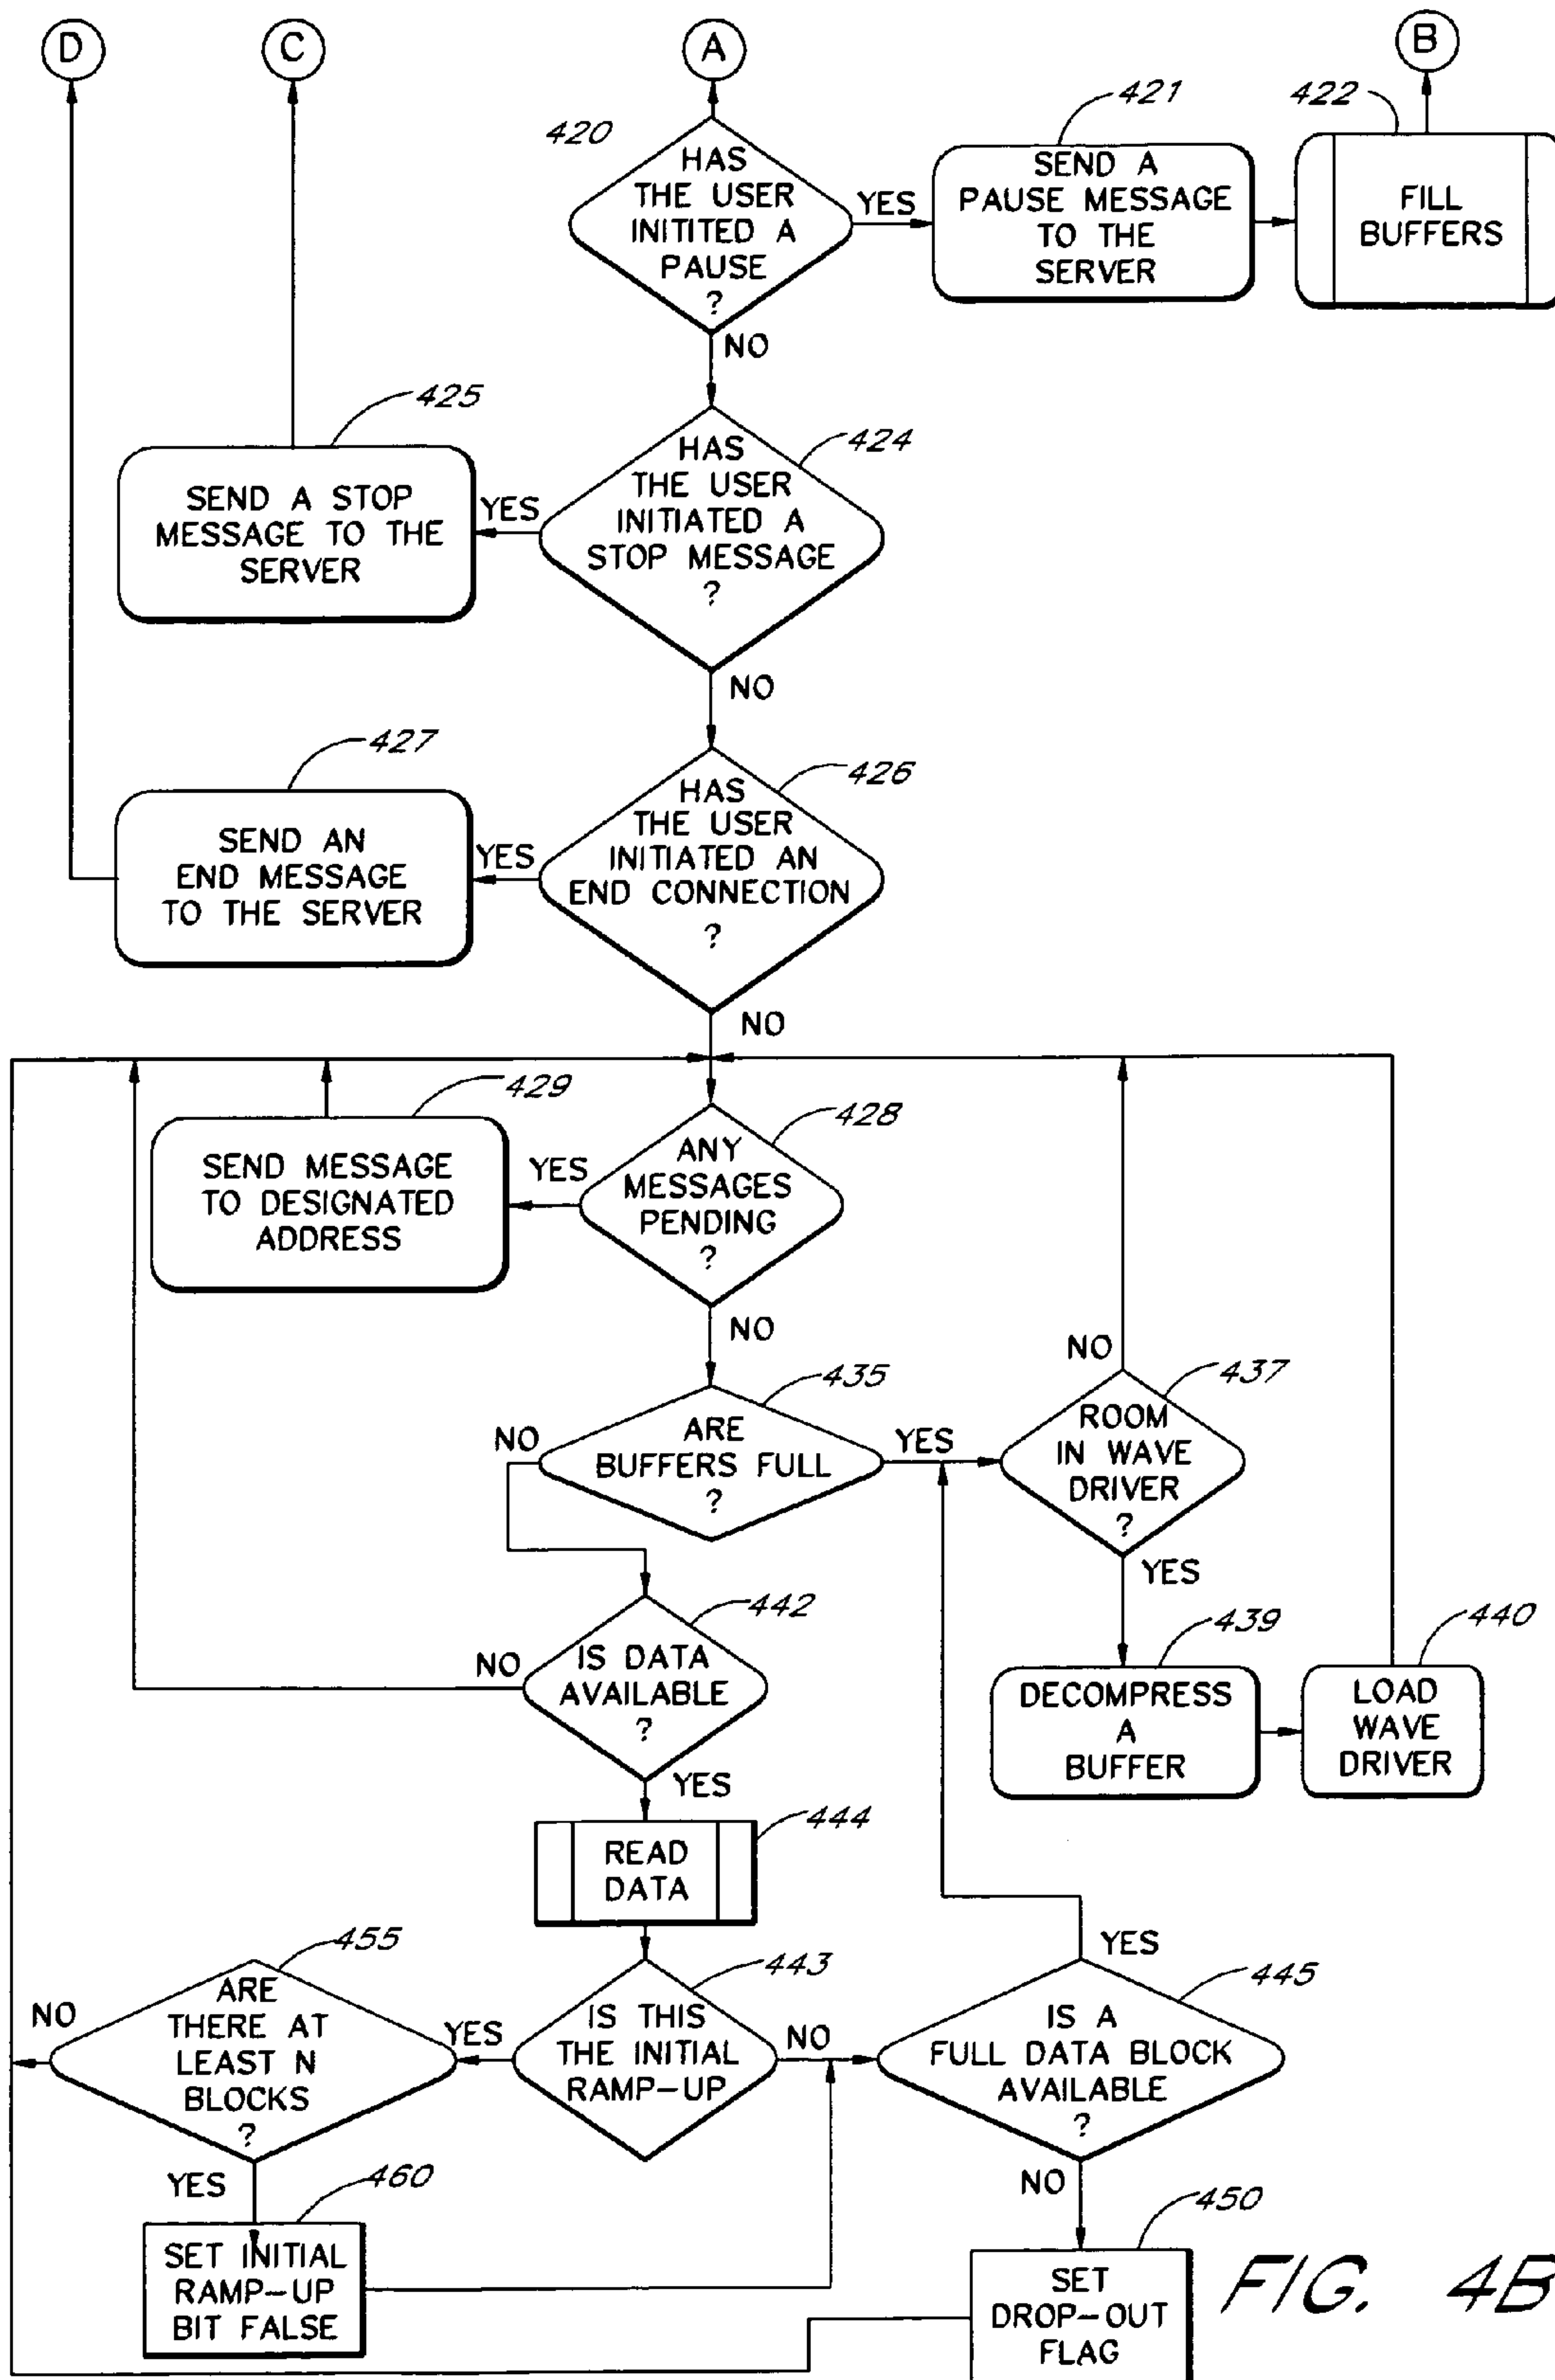 D
C
A
B
420
HAS
THE USER
INITITED A
PAUSE
?
YES
421
SEND A
PAUSE MESSAGE
TO THE
SERVER
422
FILL
BUFFERS
NO
425
SEND A STOP
MESSAGE TO THE
SERVER
YES
424
HAS
THE USER
INITIATED A
STOP MESSAGE
?
NO
427
SEND AN
END MESSAGE
TO THE SERVER
YES
426
HAS
THE USER
INITIATED AN
END CONNECTION
?
NO
429
SEND MESSAGE
TO DESIGNATED
ADDRESS
YES
428
ANY
MESSAGES
PENDING
?
NO
435
NO
ARE
BUFFERS FULL
?
YES
NO
437
ROOM
IN WAVE
DRIVER
?
YES
442
NO
IS DATA
AVAILABLE
?
YES
439
DECOMPRESS
A
BUFFER
440
LOAD
WAVE
DRIVER
444
READ
DATA
455
NO
ARE
THERE AT
LEAST N
BLOCKS
?
YES
YES
443
IS THIS
THE INITIAL
RAMP-UP
NO
YES
445
IS A
FULL DATA BLOCK
AVAILABLE
?
NO
460
SET INITIAL
RAMP-UP
BIT FALSE
450
SET
DROP-OUT
FLAG
FIG. 4B